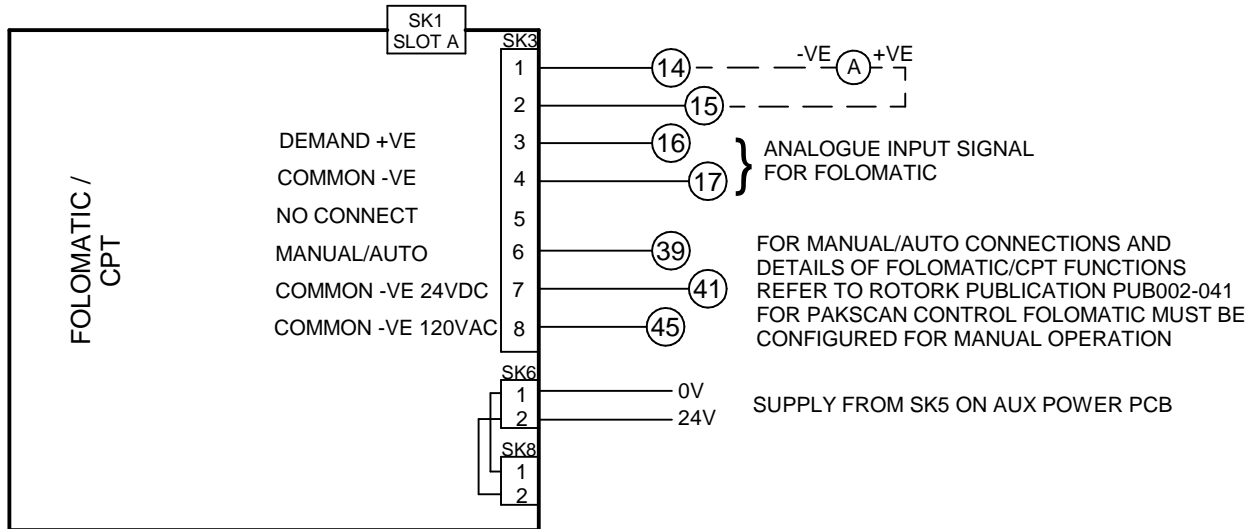 SK1
SLOT A
SK3
1
14
-VE
A
+VE
2
15
DEMAND +VE
3
16
ANALOGUE INPUT SIGNAL
FOR FOLOMATIC
COMMON -VE
4
17
NO CONNECT
5
MANUAL/AUTO
6
39
COMMON -VE 24VDC
7
41
COMMON -VE 120VAC
8
45
FOR MANUAL/AUTO CONNECTIONS AND
DETAILS OF FOLOMATIC/CPT FUNCTIONS
REFER TO ROTORK PUBLICATION PUB002-041
FOR PAKSCAN CONTROL FOLOMATIC MUST BE
CONFIGURED FOR MANUAL OPERATION
FOLOMATIC /
CPT
SK6
1
0V
2
24V
SUPPLY FROM SK5 ON AUX POWER PCB
SK8
1
2